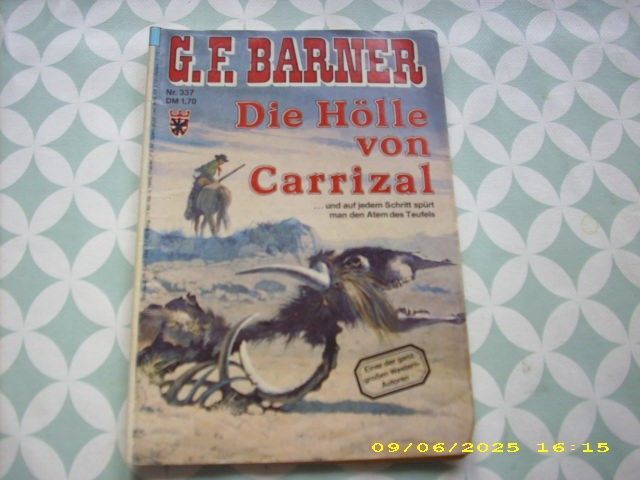 G.F. BARNER
Nr. 337
DM 1,70
Die Hölle
von
Carrizal
... und auf jedem Schritt spürt
man den Atem des Teufels
Einer der ganz
großen Western-
Autoren
09/06/2025 16:15